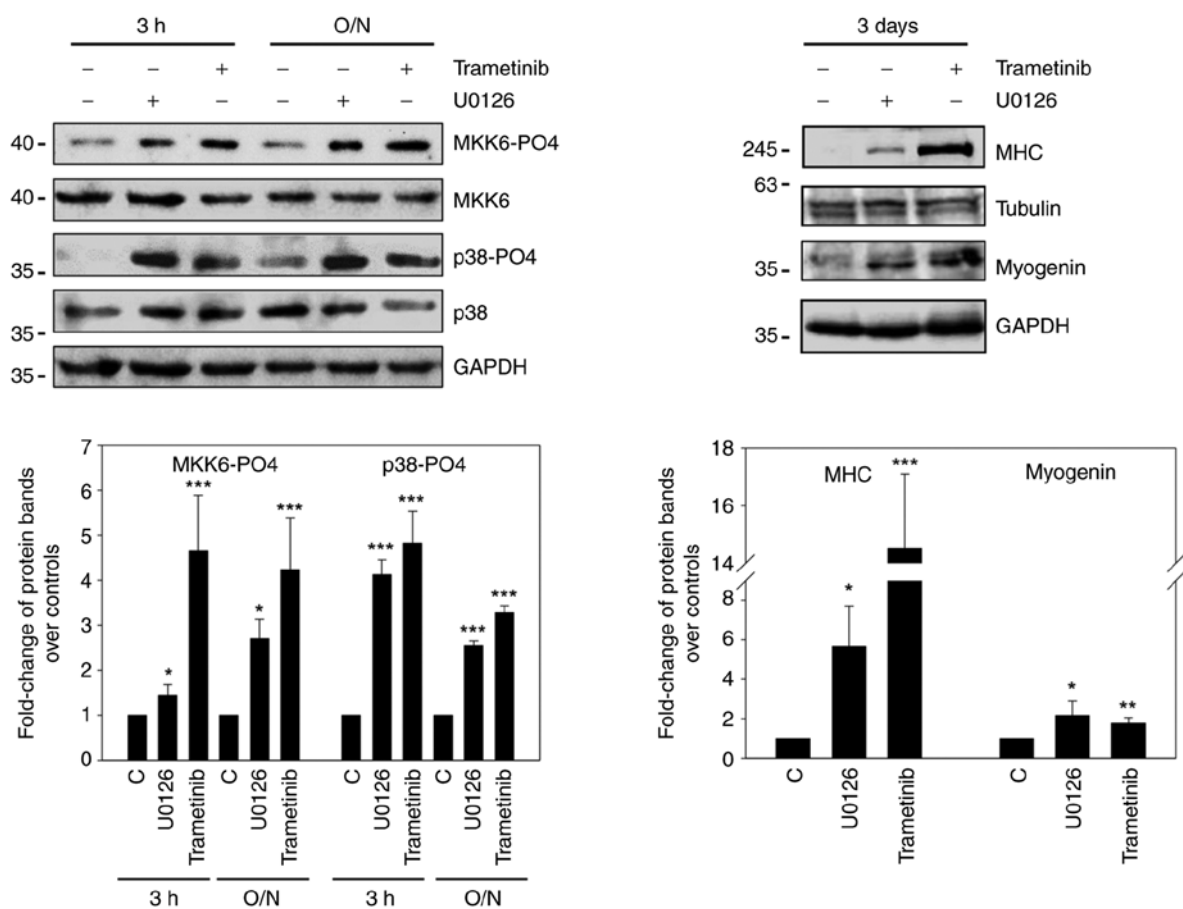 3 h O/N
− − + − − + Trametinib
− + − − + − U0126
40 - MKK6-PO4
40 - MKK6
35 - p38-PO4
35 - p38
35 - GAPDH
3 days
− − + Trametinib
− + − U0126
245 - MHC
63 -
Tubulin
35 - Myogenin
35 - GAPDH
Fold-change of protein bands
over controls
7
6
5
4
3
2
1
0
MKK6-PO4 p38-PO4
* *** * *** *** *** *** ***
C U0126 Trametinib C U0126 Trametinib C U0126 Trametinib C U0126 Trametinib
3 h O/N 3 h O/N
Fold-change of protein bands
over controls
18
16
14
8
6
4
2
0
MHC Myogenin
* *** * **
C U0126 Trametinib C U0126 Trametinib